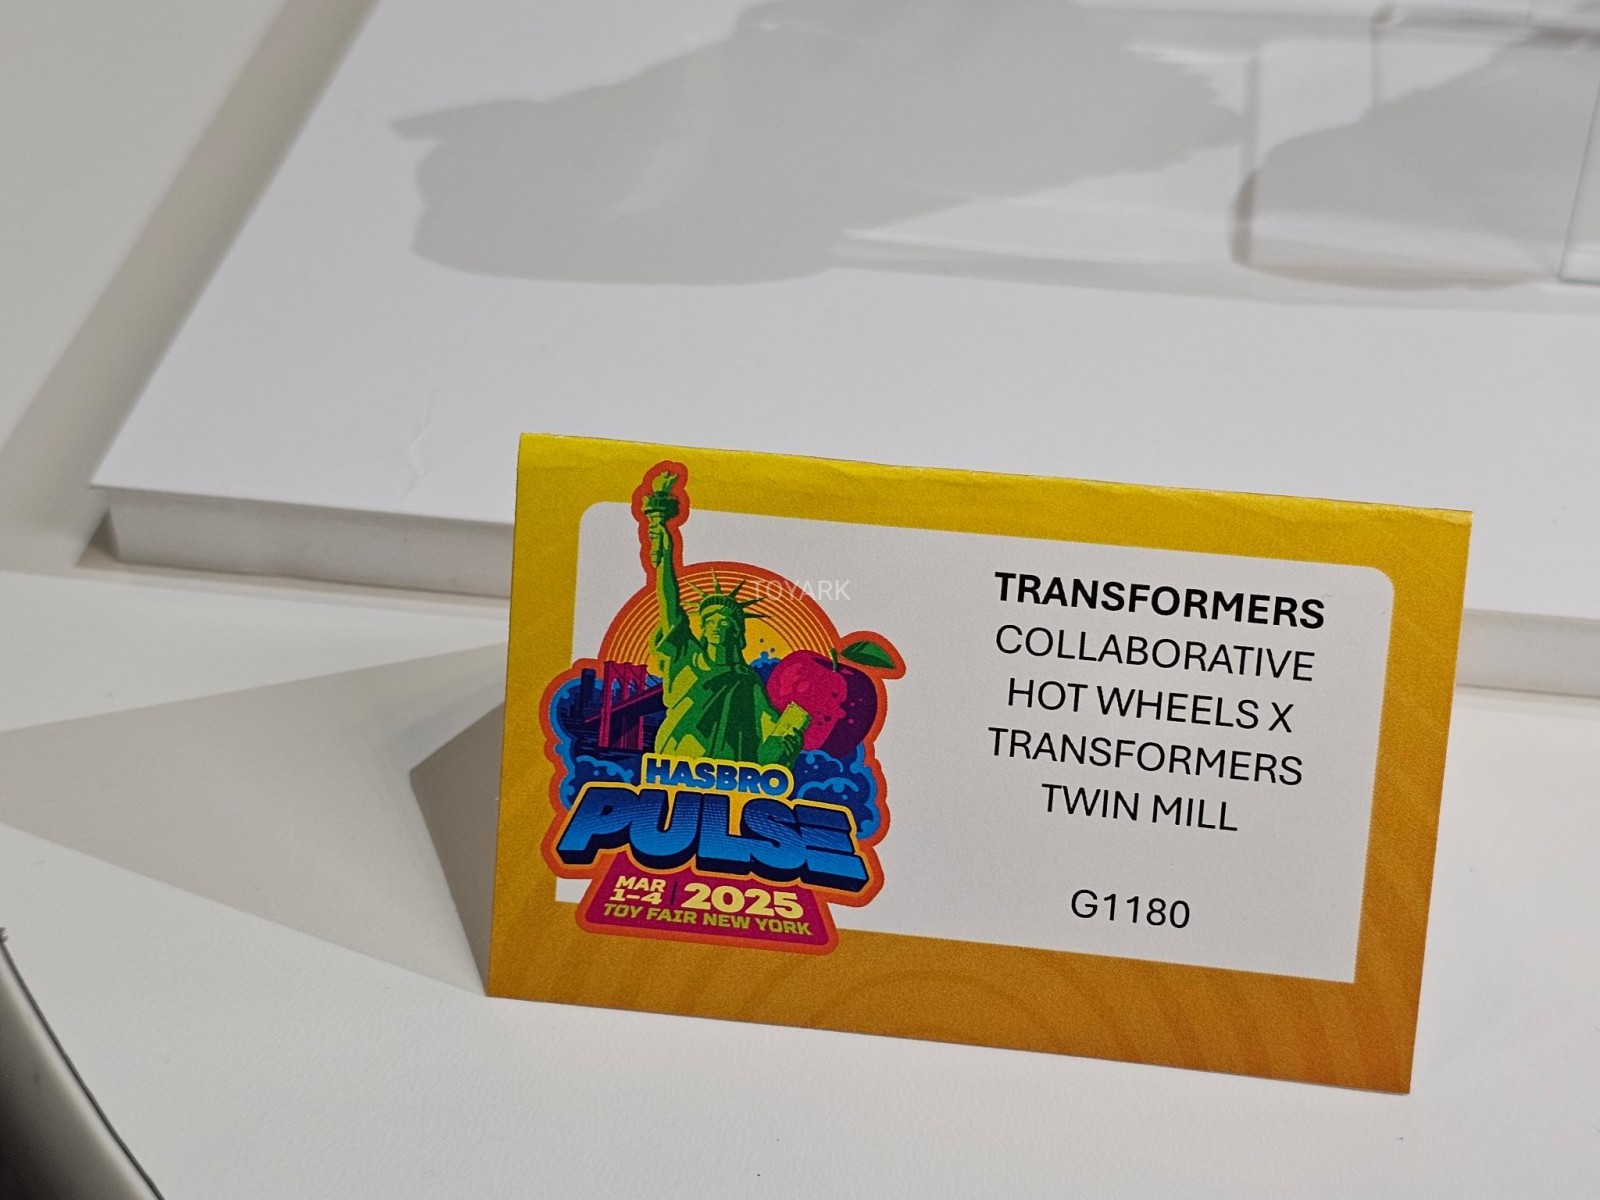 TOYARK
HASBRO
PULSE
MAR
1-4
2025
TOY FAIR NEW YORK
TRANSFORMERS
COLLABORATIVE
HOT WHEELS X
TRANSFORMERS
TWIN MILL
G1180